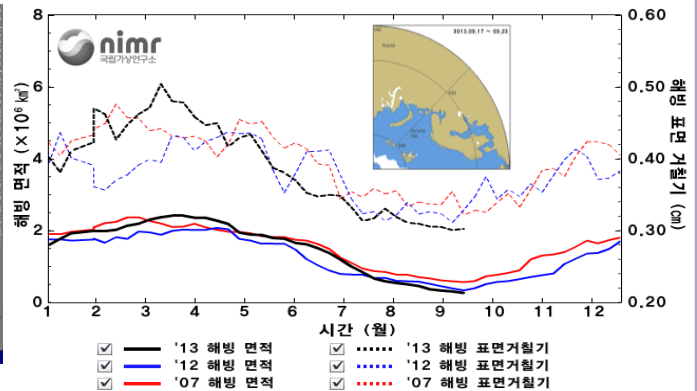 nimr
국립기상연구소
2013.09.17 ~ 09.23
해빙 면적 (×10⁶ ㎢)
8
6
4
2
0
해빙 표면 거칠기 (㎝)
0.60
0.50
0.40
0.30
0.20
1 2 3 4 5 6 7 8 9 10 11 12
시간 (월)
'13 해빙 면적 '13 해빙 표면거칠기
'12 해빙 면적 '12 해빙 표면거칠기
'07 해빙 면적 '07 해빙 표면거칠기